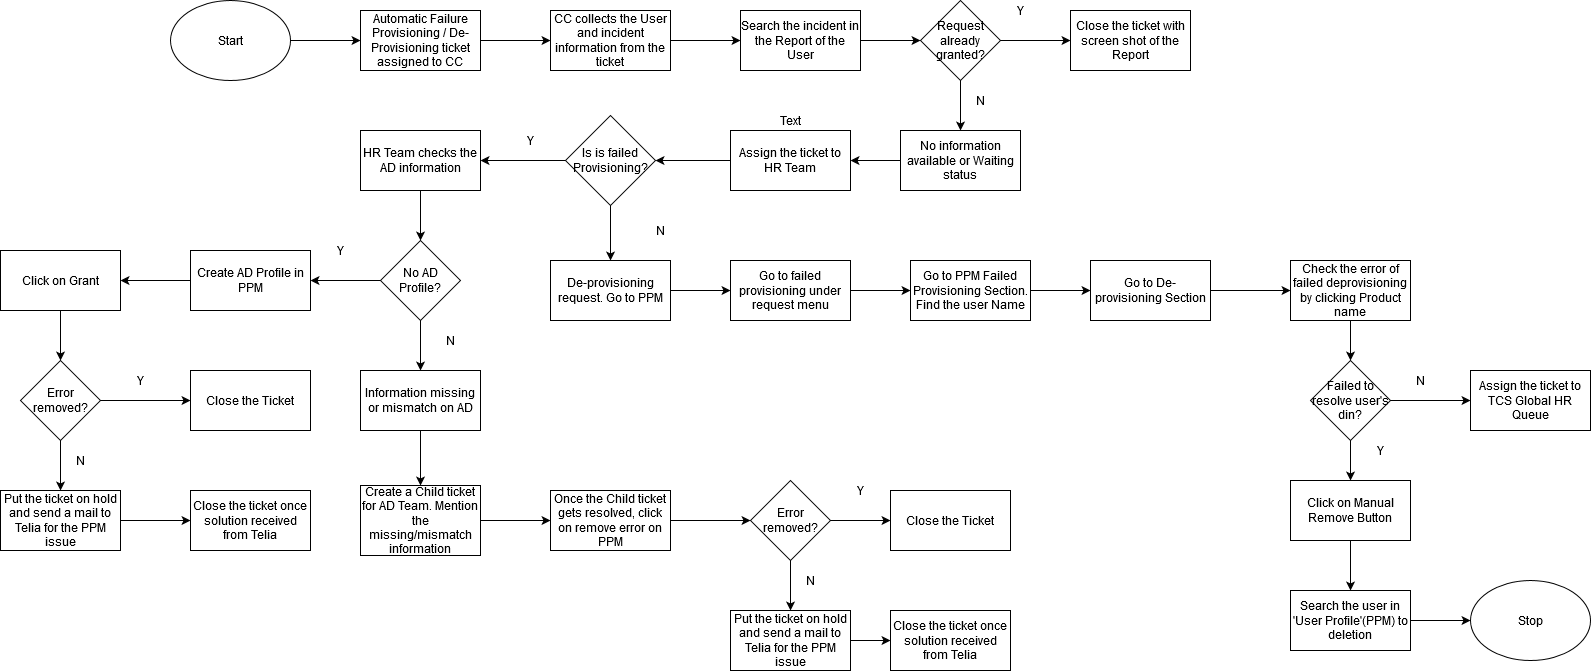 Start
Automatic Failure
Provisioning / De-
Provisioning ticket
assigned to CC
CC collects the User
and incident
information from the
ticket
Search the incident in
the Report of the
User
Request
already
granted?
Y
Close the ticket with
screen shot of the
Report
N
No information
available or Waiting
status
Text
Assign the ticket to
HR Team
Is is failed
Provisioning?
Y
HR Team checks the
AD information
N
De-provisioning
request. Go to PPM
Go to failed
provisioning under
request menu
Go to PPM Failed
Provisioning Section.
Find the user Name
Go to De-
provisioning Section
Check the error of
failed deprovisioning
by clicking Product
name
No AD
Profile?
Y
Create AD Profile in
PPM
Click on Grant
N
Error
removed?
Y
Close the Ticket
N
Put the ticket on hold
and send a mail to
Telia for the PPM
issue
Close the ticket once
solution received
from Telia
Information missing
or mismatch on AD
Create a Child ticket
for AD Team. Mention
the
missing/mismatch
information
Once the Child ticket
gets resolved, click
on remove error on
PPM
Error
removed?
Y
Close the Ticket
N
Put the ticket on hold
and send a mail to
Telia for the PPM
issue
Close the ticket once
solution received
from Telia
Failed to
resolve user's
din?
N
Assign the ticket to
TCS Global HR
Queue
Y
Click on Manual
Remove Button
Search the user in
'User Profile'(PPM) to
deletion
Stop